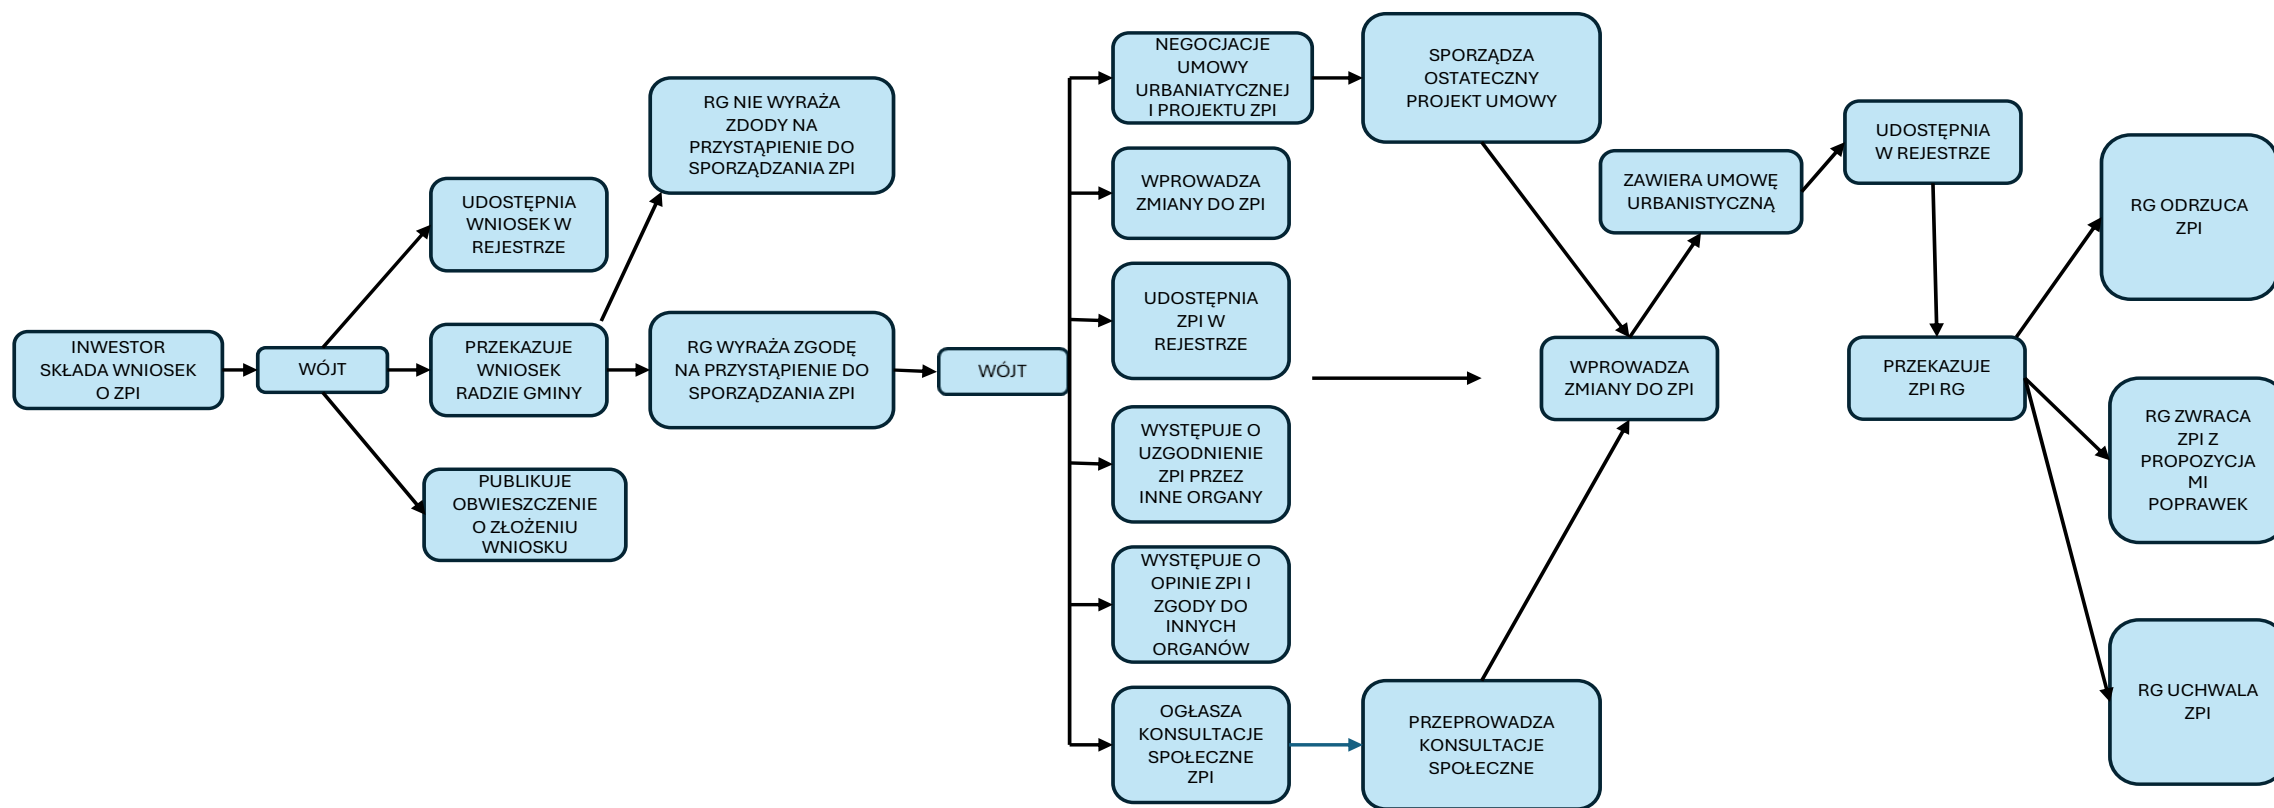 INWESTOR
SKŁADA WNIOSEK
O ZPI
WÓJT
UDOSTĘPNIA
WNIOSEK W
REJESTRZE
PRZEKAZUJE
WNIOSEK
RADZIE GMINY
PUBLIKUJE
OBWIESZCZENIE
O ZŁOŻENIU
WNIOSKU
RG NIE WYRAŻA
ZDODY NA
PRZYSTĄPIENIE DO
SPORZĄDZANIA ZPI
RG WYRAŻA ZGODĘ
NA PRZYSTĄPIENIE DO
SPORZĄDZANIA ZPI
WÓJT
NEGOCJACJE
UMOWY
URBANIATYCZNEJ
I PROJEKTU ZPI
WPROWADZA
ZMIANY DO ZPI
UDOSTĘPNIA
ZPI W
REJESTRZE
WYSTĘPUJE O
UZGODNIENIE
ZPI PRZEZ
INNE ORGANY
WYSTĘPUJE O
OPINIE ZPI I
ZGODY DO
INNYCH
ORGANÓW
OGŁASZA
KONSULTACJE
SPOŁECZNE
ZPI
SPORZĄDZA
OSTATECZNY
PROJEKT UMOWY
PRZEPROWADZA
KONSULTACJE
SPOŁECZNE
WPROWADZA
ZMIANY DO ZPI
ZAWIERA UMOWĘ
URBANISTYCZNĄ
UDOSTĘPNIA
W REJESTRZE
PRZEKAZUJE
ZPI RG
RG ODRZUCA
ZPI
RG ZWRACA
ZPI Z
PROPOZYCJA
MI
POPRAWEK
RG UCHWALA
ZPI